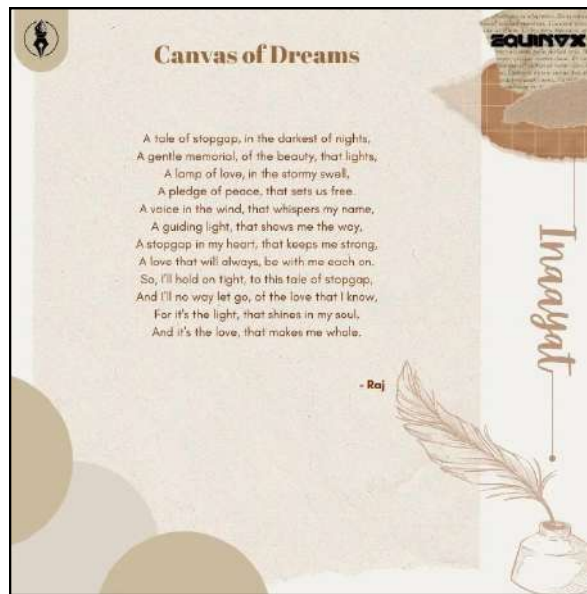 Canvas of Dreams
EQUINVX
A tale of stopgap, in the darkest of nights,
A gentle memorial, of the beauty, that lights,
A lamp of love, in the stormy swell,
A pledge of peace, that sets us free.
A voice in the wind, that whispers my name,
A guiding light, that shows me the way,
A stopgap in my heart, that keeps me strong,
A love that will always, be with me each on.
So, I'll hold on tight, to this tale of stopgap,
And I'll no way let go, of the love that I know,
For it's the light, that shines in my soul,
And it's the love, that makes me whole.
- Raj
Inaayat